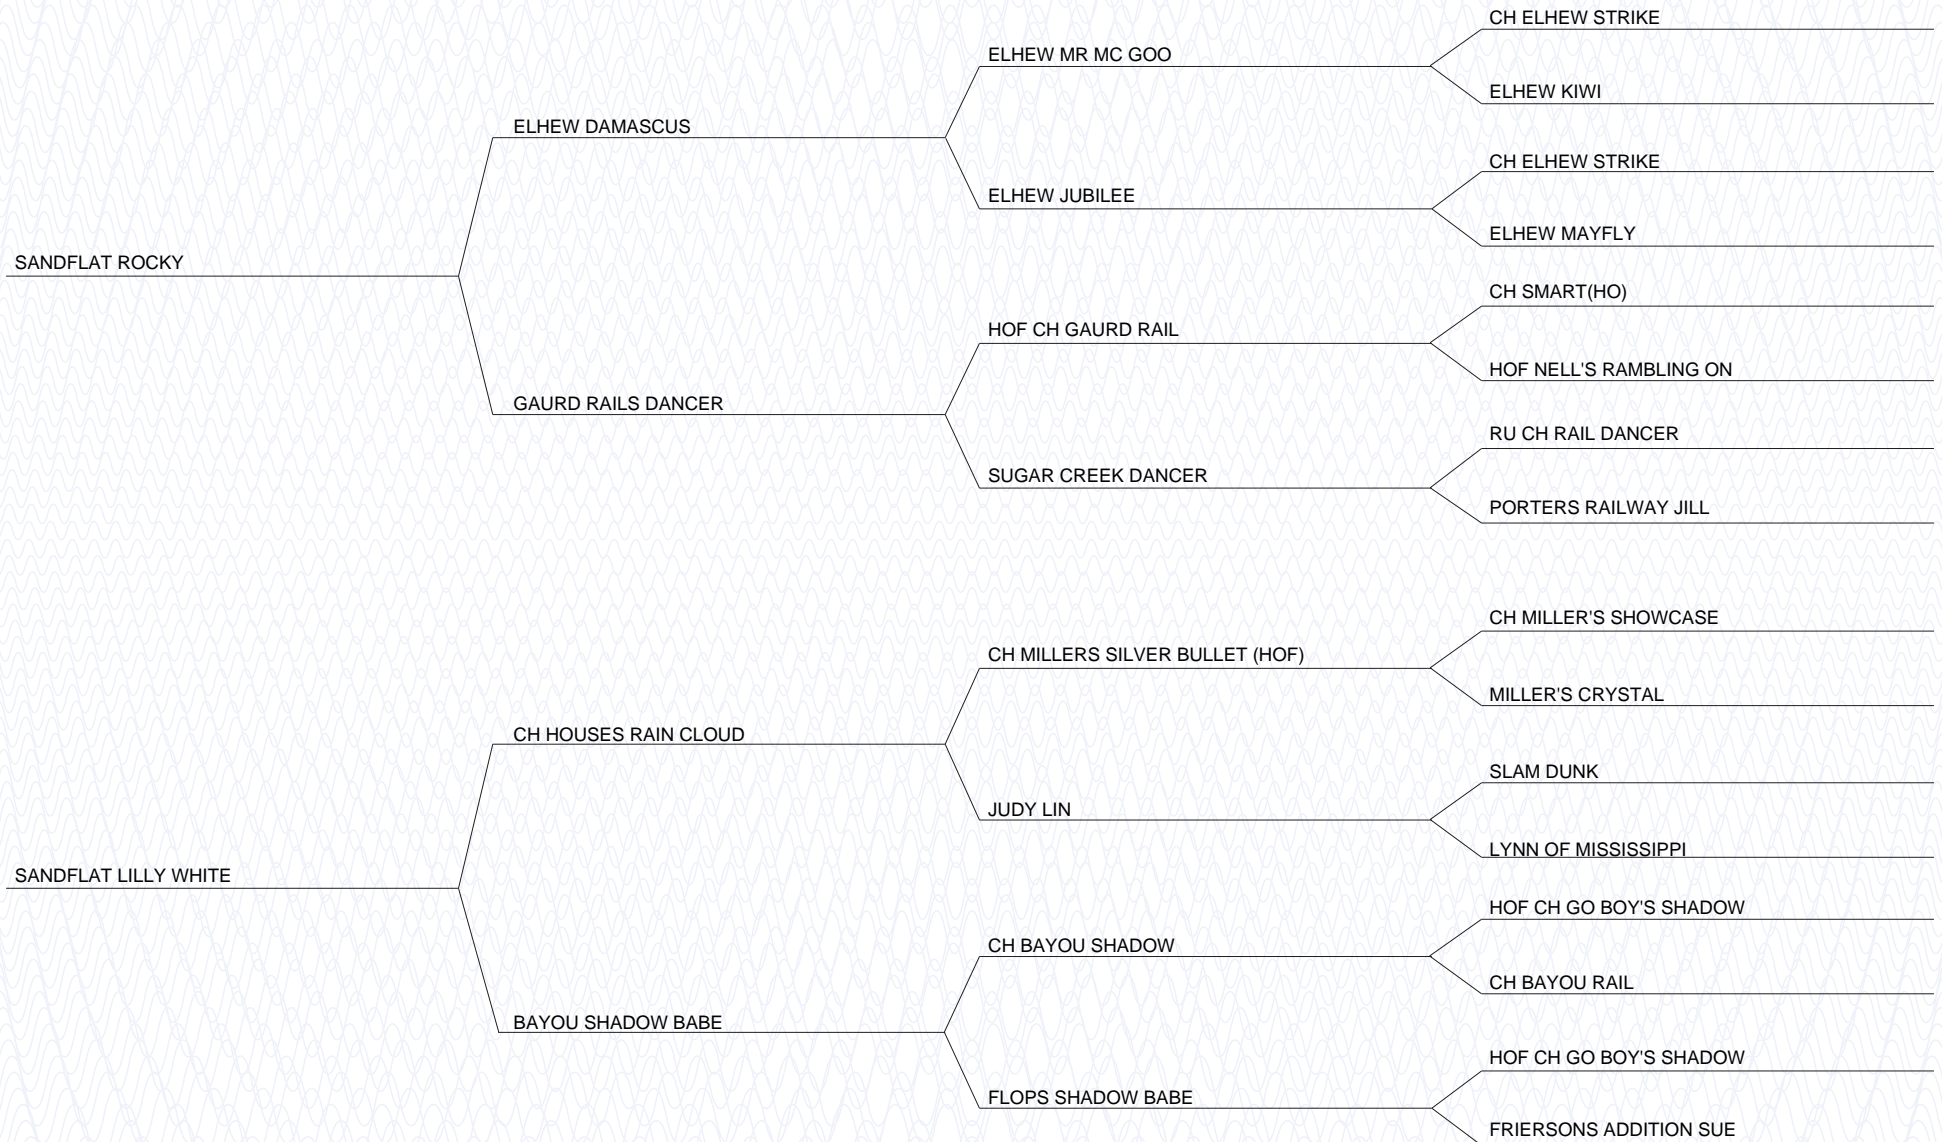 CH ELHEW STRIKE
ELHEW MR MC GOO
ELHEW KIWI
ELHEW DAMASCUS
CH ELHEW STRIKE
ELHEW JUBILEE
ELHEW MAYFLY
SANDFLAT ROCKY
CH SMART(HO)
HOF CH GAURD RAIL
HOF NELL'S RAMBLING ON
GAURD RAILS DANCER
RU CH RAIL DANCER
SUGAR CREEK DANCER
PORTERS RAILWAY JILL
CH MILLER'S SHOWCASE
CH MILLERS SILVER BULLET (HOF)
MILLER'S CRYSTAL
CH HOUSES RAIN CLOUD
SLAM DUNK
JUDY LIN
LYNN OF MISSISSIPPI
SANDFLAT LILLY WHITE
HOF CH GO BOY'S SHADOW
CH BAYOU SHADOW
CH BAYOU RAIL
BAYOU SHADOW BABE
HOF CH GO BOY'S SHADOW
FLOPS SHADOW BABE
FRIERSONS ADDITION SUE